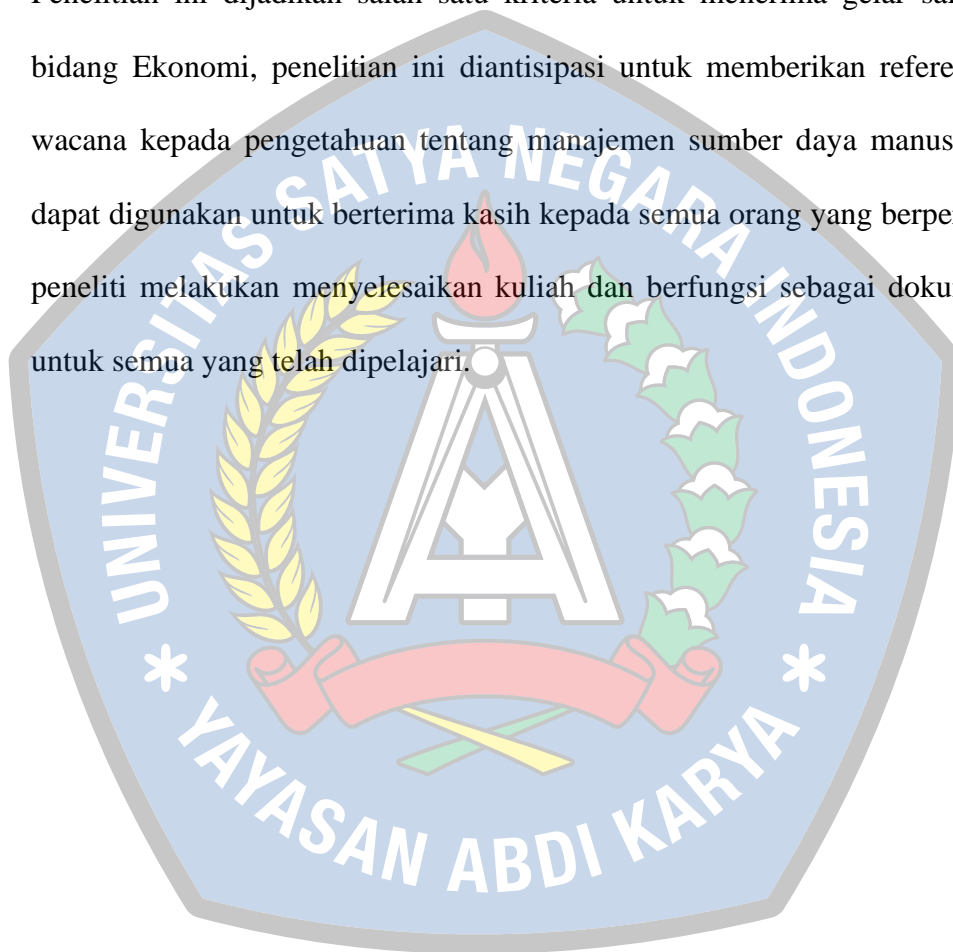 bidang Ekonomi, penelitian ini diantisipasi untuk memberikan
wacana kepada pengetahuan tentang manajemen sumber daya
dapat digunakan untuk berterima kasih kepada semua orang yang
peneliti melakukan menyelesaikan kuliah dan berfungsi sebagai
untuk semua yang telah dipelajari.
UNIVERSITAS SATYA NEGARA INDONESIA
* YAYASAN ABDI KARYA *